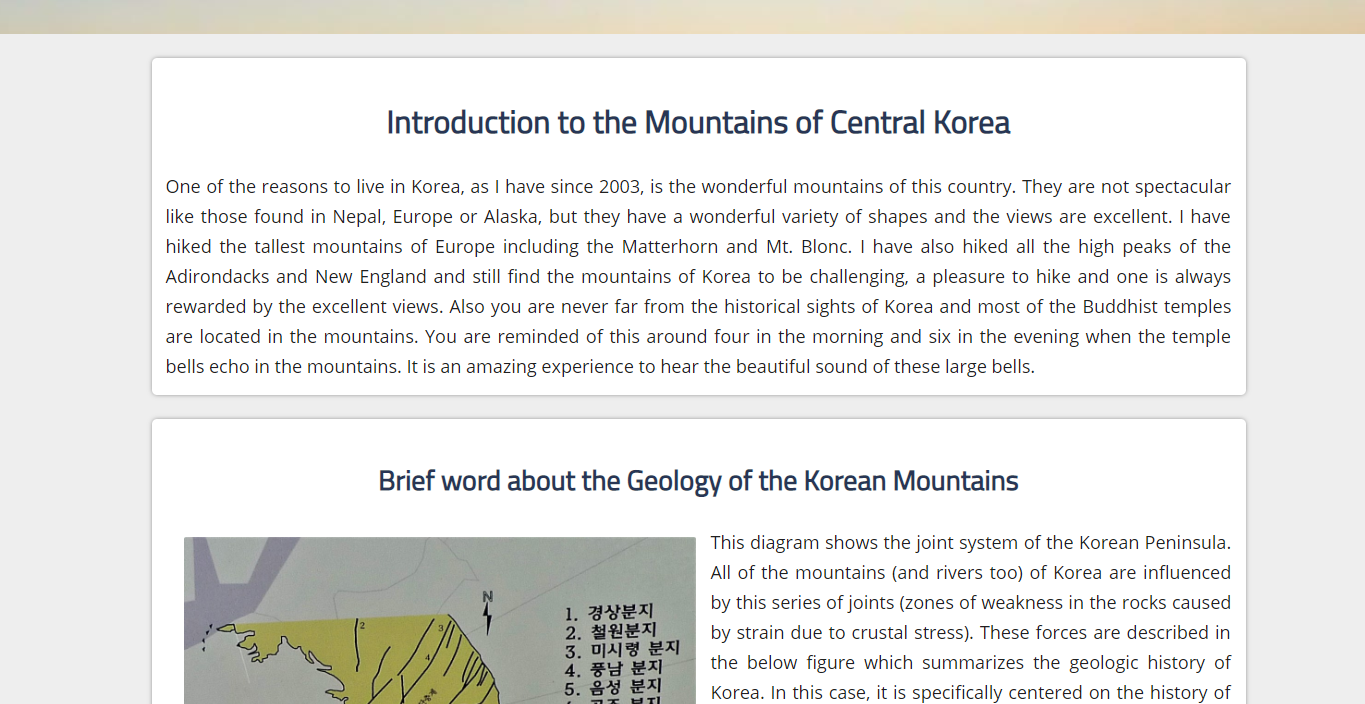 Introduction to the Mountains of Central Korea
One of the reasons to live in Korea, as I have since 2003, is the wonderful mountains of this country. They are not spectacular
like those found in Nepal, Europe or Alaska, but they have a wonderful variety of shapes and the views are excellent. I have
hiked the tallest mountains of Europe including the Matterhorn and Mt. Blonc. I have also hiked all the high peaks of the
Adirondacks and New England and still find the mountains of Korea to be challenging, a pleasure to hike and one is always
rewarded by the excellent views. Also you are never far from the historical sights of Korea and most of the Buddhist temples
are located in the mountains. You are reminded of this around four in the morning and six in the evening when the temple
bells echo in the mountains. It is an amazing experience to hear the beautiful sound of these large bells.
Brief word about the Geology of the Korean Mountains
N
2
3
4
1. 경상분지
2. 철원분지
3. 미시령 분지
4. 풍남 분지
5. 음성 분지
This diagram shows the joint system of the Korean Peninsula.
All of the mountains (and rivers too) of Korea are influenced
by this series of joints (zones of weakness in the rocks caused
by strain due to crustal stress). These forces are described in
the below figure which summarizes the geologic history of
Korea. In this case, it is specifically centered on the history of